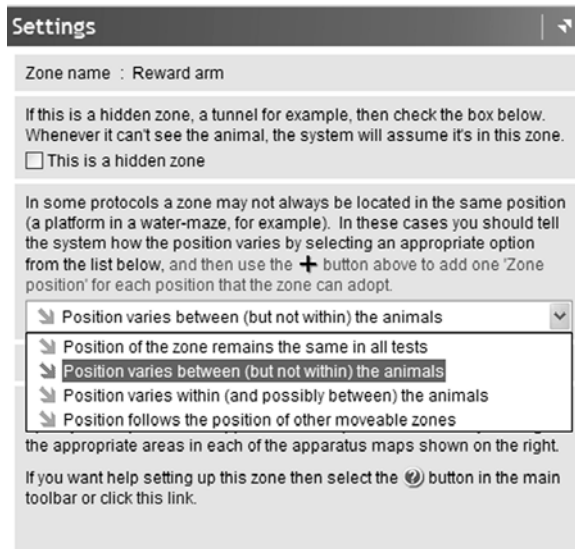 Settings
Zone name : Reward arm
If this is a hidden zone, a tunnel for example, then check the box below.
Whenever it can't see the animal, the system will assume it's in this zone.
This is a hidden zone
In some protocols a zone may not always be located in the same position
(a platform in a water-maze, for example). In these cases you should tell
the system how the position varies by selecting an appropriate option
from the list below, and then use the + button above to add one 'Zone
position' for each position that the zone can adopt.
Position varies between (but not within) the animals
Position of the zone remains the same in all tests
Position varies between (but not within) the animals
Position varies within (and possibly between) the animals
Position follows the position of other moveable zones
the appropriate areas in each of the apparatus maps shown on the right.
If you want help setting up this zone then select the ? button in the main
toolbar or click this link.